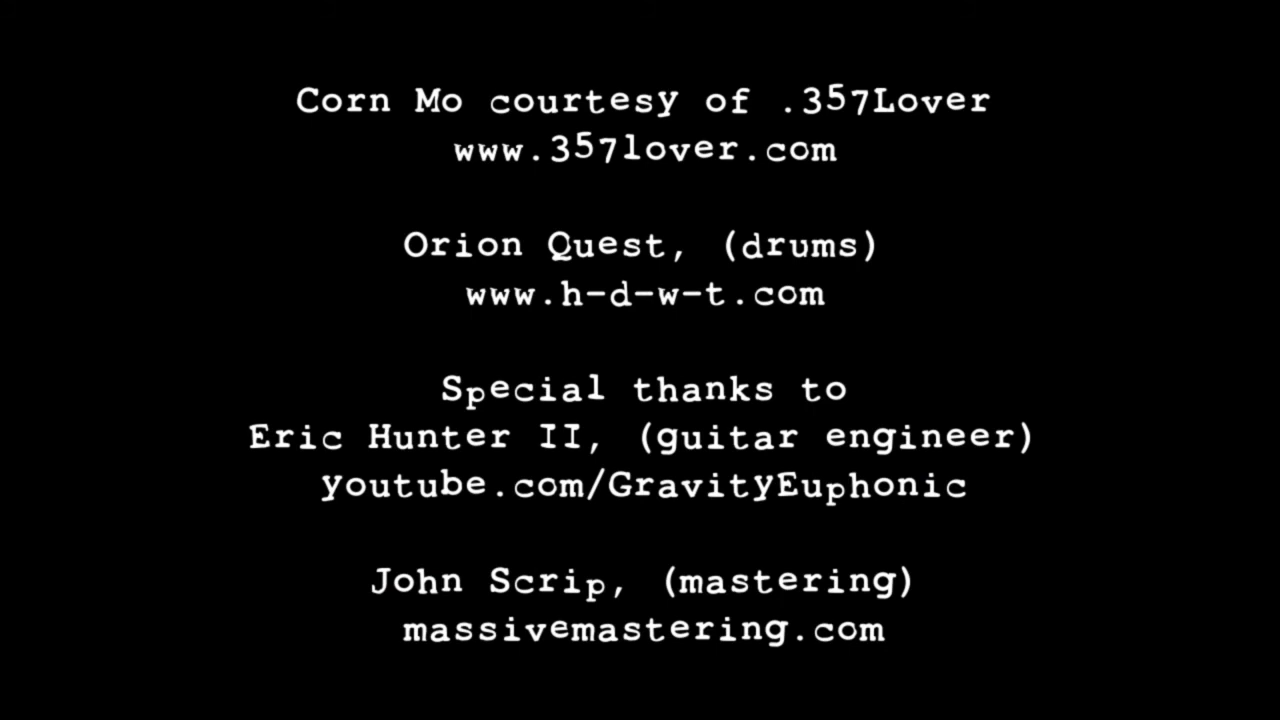 Corn Mo courtesy of .357Lover
www.357lover.com
Orion Quest, (drums)
www.h-d-w-t.com
Special thanks to
Eric Hunter II, (guitar engineer)
youtube.com/GravityEuphonic
John Scrip, (mastering)
massivemastering.com